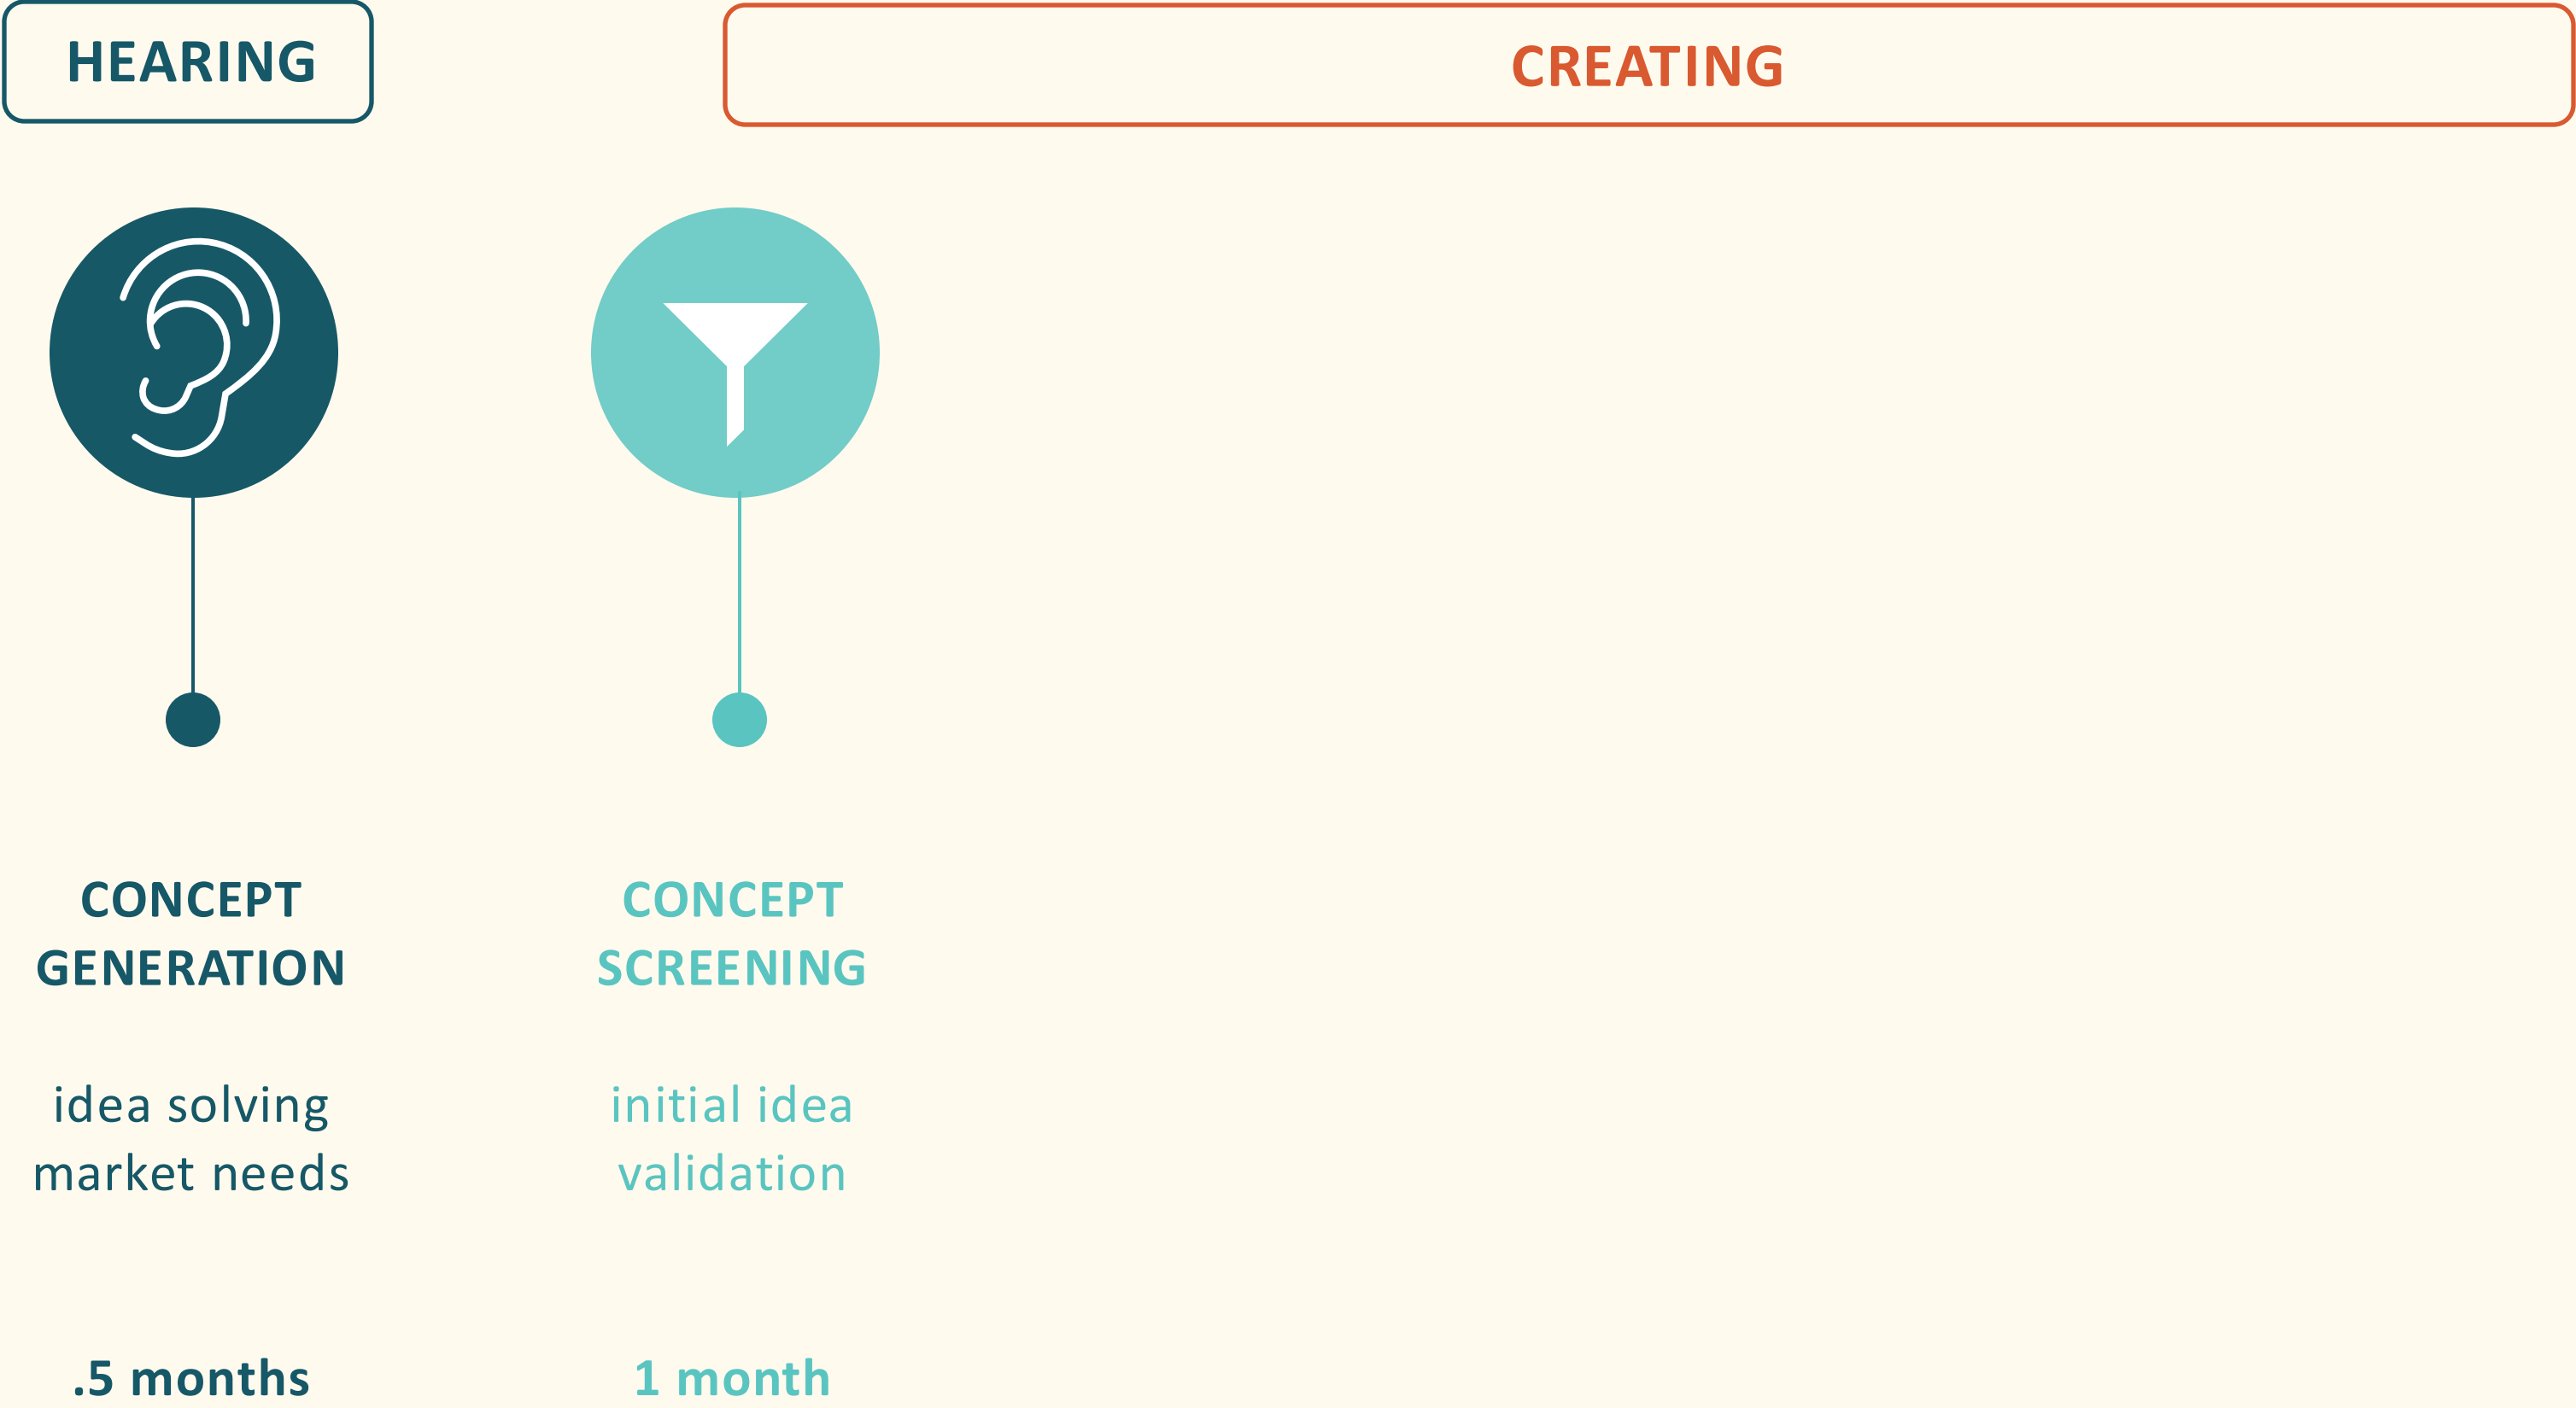 HEARING
CREATING
CONCEPT
GENERATION
idea solving
market needs
.5 months
CONCEPT
SCREENING
initial idea
validation
1 month